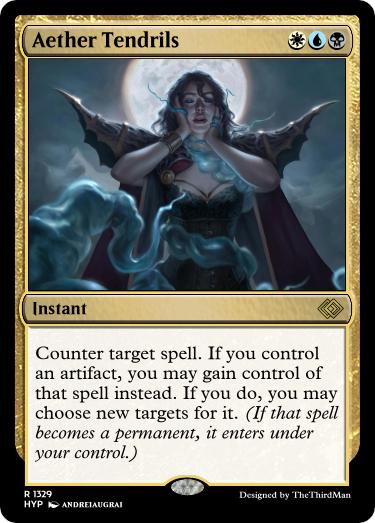 Aether Tendrils
Instant
Counter target spell. If you control
an artifact, you may gain control of
that spell instead. If you do, you may
choose new targets for it. (If that spell
becomes a permanent, it enters under
your control.)
R 1329
HYP ANDREIAUGRAI
Designed by TheThirdMan